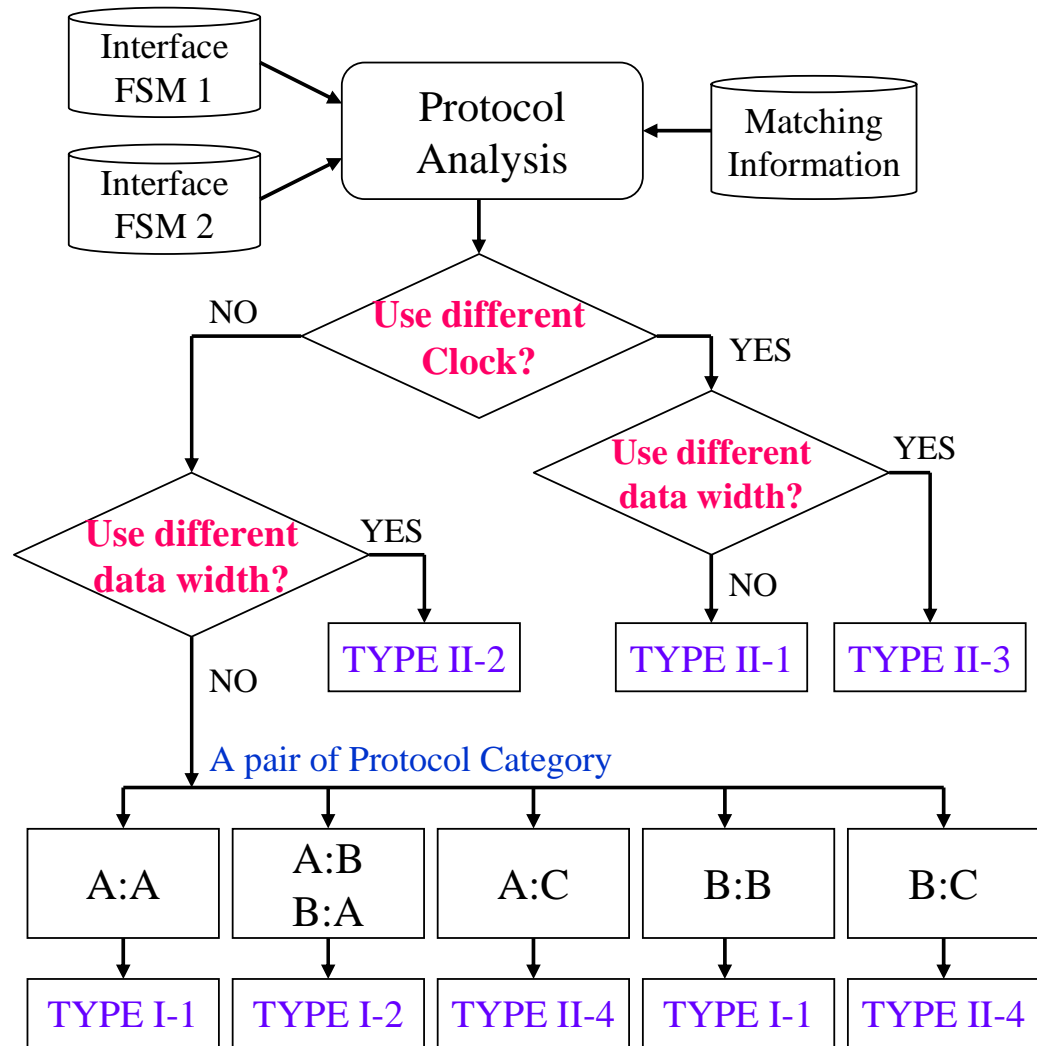 Interface
FSM 1
Protocol
Analysis
Matching
Information
Interface
FSM 2
NO
Use different
Clock?
YES
Use different
data width?
YES
Use different
data width?
YES
NO
TYPE II-2
TYPE II-1
TYPE II-3
NO
A pair of Protocol Category
A:A
A:B
B:A
A:C
B:B
B:C
TYPE I-1
TYPE I-2
TYPE II-4
TYPE I-1
TYPE II-4